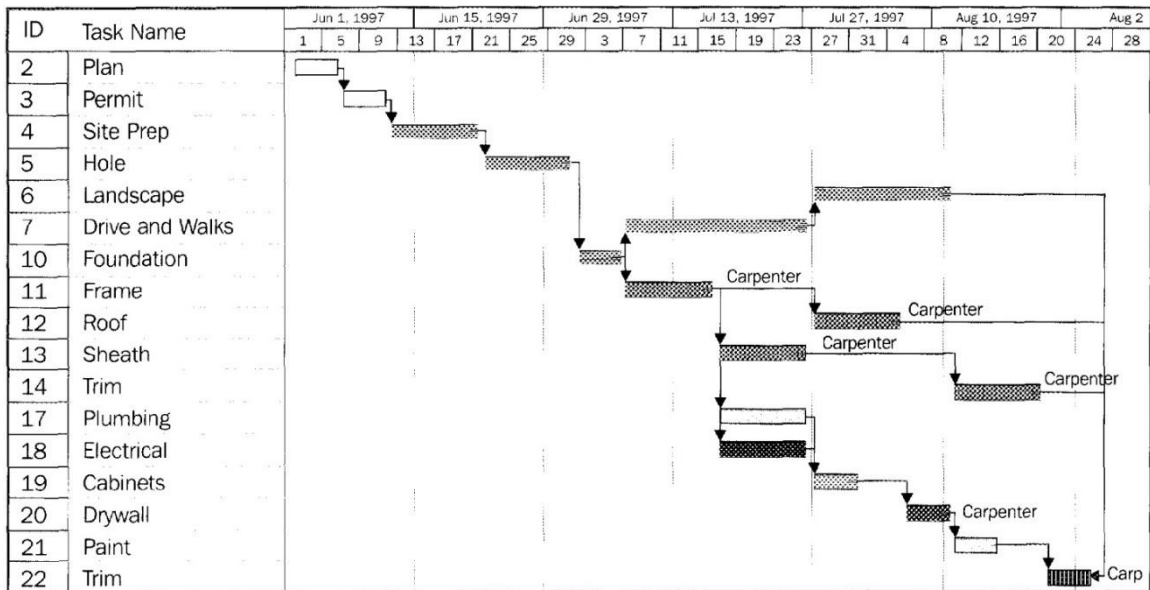 ID Task Name
Jun 1, 1997 Jun 15, 1997 Jun 29, 1997 Jul 13, 1997 Jul 27, 1997 Aug 10, 1997 Aug 2
1 5 9 13 17 21 25 29 3 7 11 15 19 23 27 31 4 8 12 16 20 24 28
2 Plan
3 Permit
4 Site Prep
5 Hole
6 Landscape
7 Drive and Walks
10 Foundation
11 Frame Carpenter
12 Roof Carpenter
13 Sheath Carpenter
14 Trim Carpenter
17 Plumbing
18 Electrical
19 Cabinets
20 Drywall Carpenter
21 Paint
22 Trim Carp